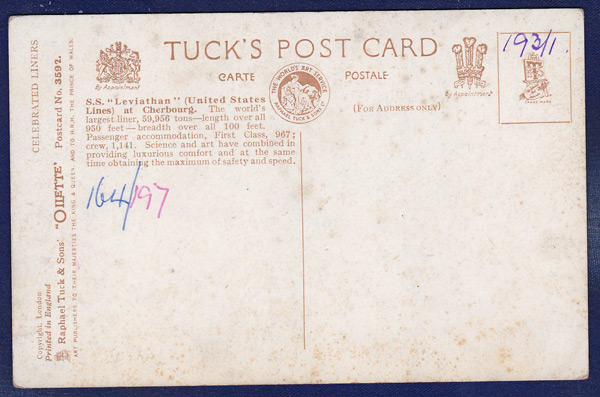 TUCK'S POST CARD
CARTE POSTALE
By Appointment
THE WORLD'S ART SERVICE
RAPHAEL TUCK & SONS LD
(FOR ADDRESS ONLY)
By Appointment
193/1.
TRADE MARK
S.S. "Leviathan" (United States
Lines) at Cherbourg. The world's
largest liner, 59,956 tons—length over all
950 feet—breadth over all 100 feet.
Passenger accommodation, First Class, 967;
crew, 1,141. Science and art have combined in
providing luxurious comfort and at the same
time obtaining the maximum of safety and speed.
164/197
CELEBRATED LINERS
Raphael Tuck & Sons' "OILETTE" Postcard No. 3592.
ART PUBLISHERS TO THEIR MAJESTIES THE KING & QUEEN AND TO H.R.H. THE PRINCE OF WALES.
Copyright, London
Printed in England